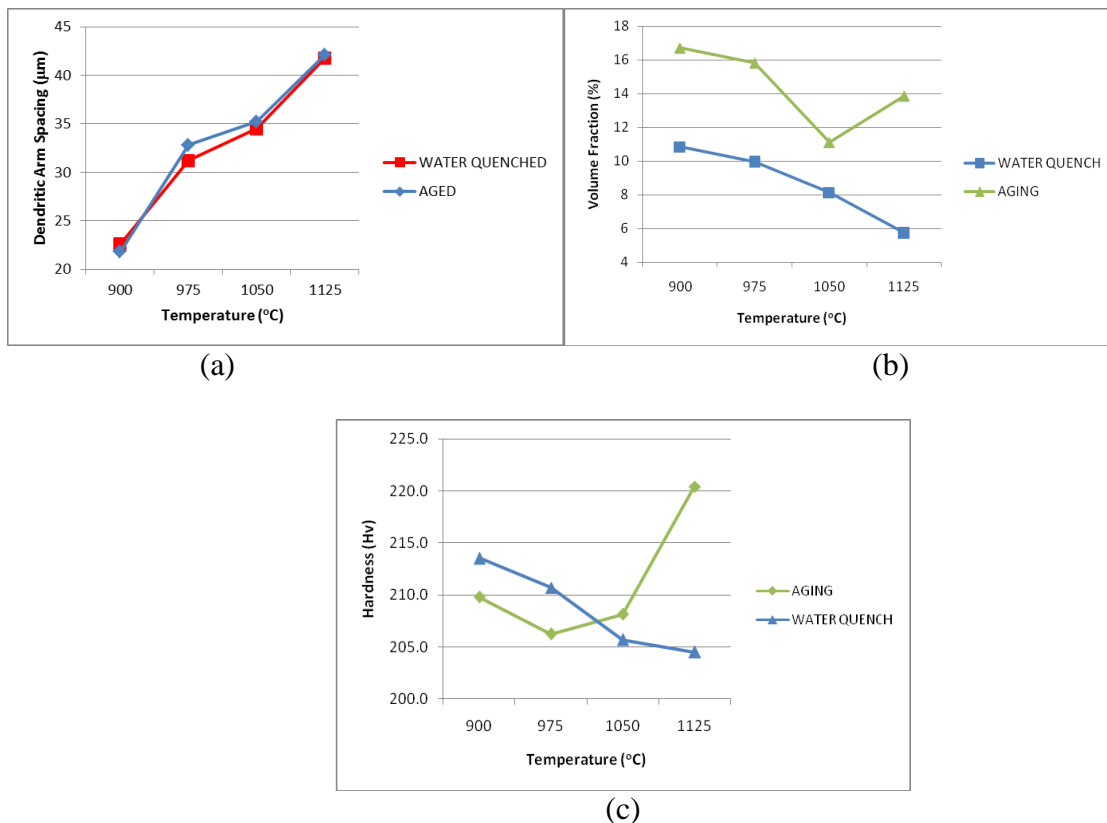 45
40
35
30
25
20
Dendritic Arm Spacing (µm)
900 975 1050 1125
Temperature (°C)
WATER QUENCHED
AGED
(a)
18
16
14
12
10
8
6
4
Volume Fraction (%)
900 975 1050 1125
Temperature (°C)
WATER QUENCH
AGING
(b)
225.0
220.0
215.0
210.0
205.0
200.0
Hardness (Hv)
900 975 1050 1125
Temperature (°C)
AGING
WATER QUENCH
(c)